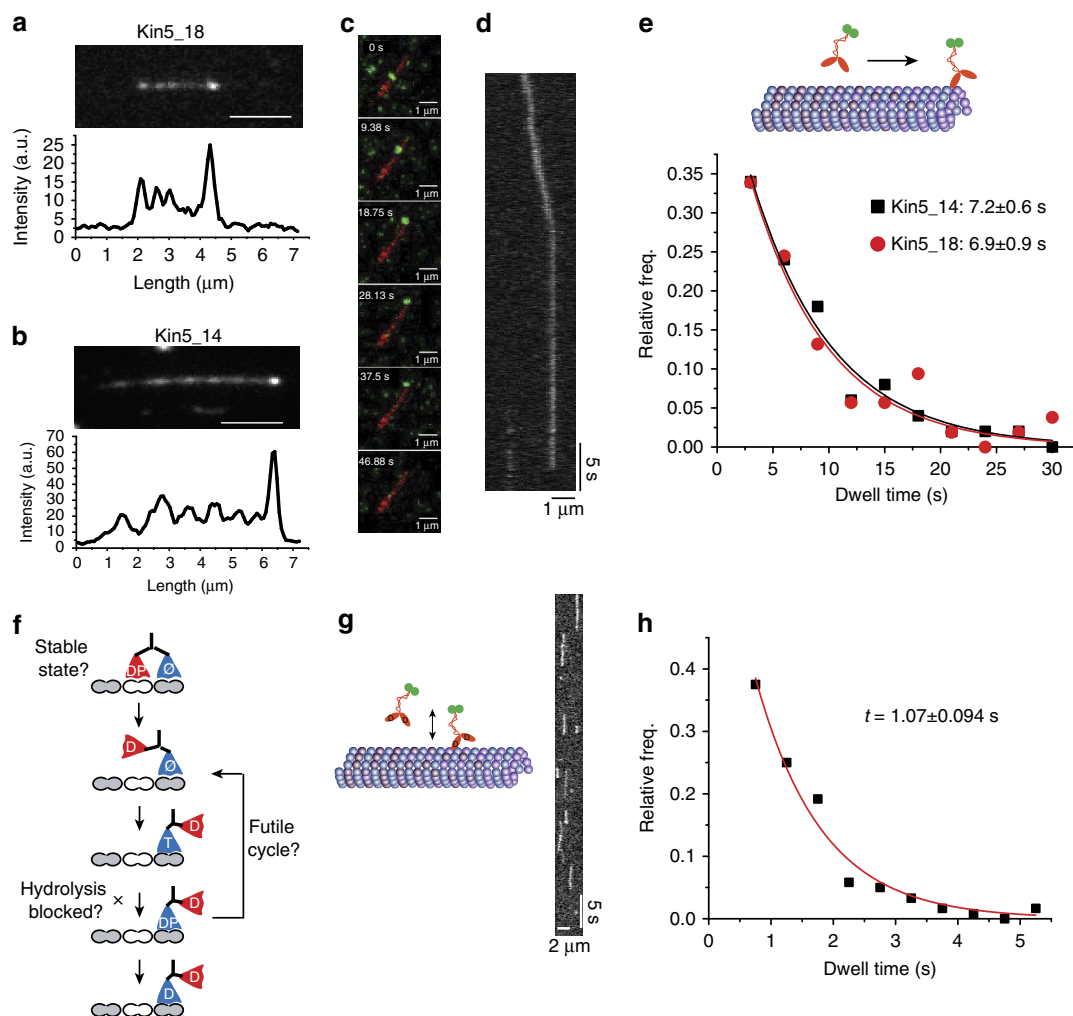 a
Kin5_18
25
20
15
10
5
0
Intensity (a.u.)
0 1 2 3 4 5 6 7
Length (μm)
b
Kin5_14
70
60
50
40
30
20
10
0
Intensity (a.u.)
0 1 2 3 4 5 6 7
Length (μm)
c
0 s
1 μm
9.38 s
1 μm
18.75 s
1 μm
28.13 s
1 μm
37.5 s
1 μm
46.88 s
1 μm
d
5 s
1 μm
e
0.35
0.30
0.25
0.20
0.15
0.10
0.05
0.00
Relative freq.
Kin5_14: 7.2±0.6 s
Kin5_18: 6.9±0.9 s
0 5 10 15 20 25 30
Dwell time (s)
f
Stable
state?
DP Ø
D Ø
T D
Futile
cycle?
Hydrolysis
blocked?
×
DP D
D D
g
D D
D D
5 s
2 μm
h
0.4
0.3
0.2
0.1
0.0
Relative freq.
t = 1.07±0.094 s
0 1 2 3 4 5
Dwell time (s)